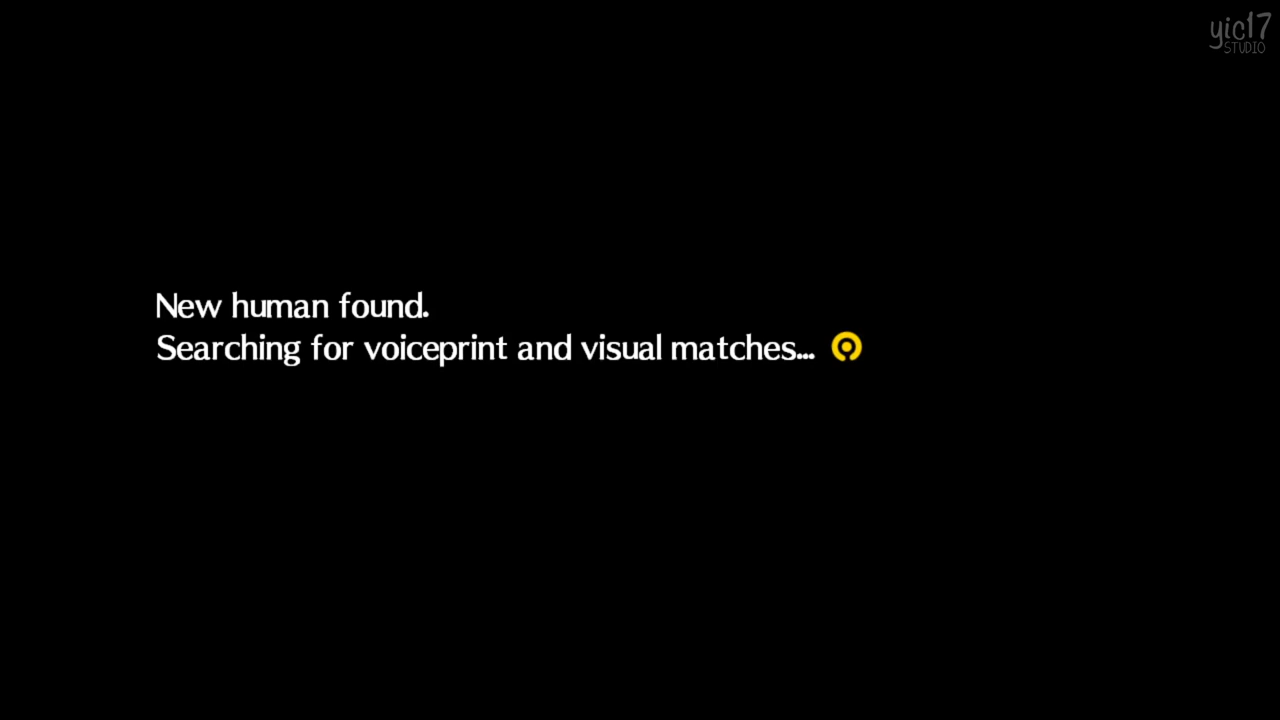 yic17
STUDIO
New human found.
Searching for voiceprint and visual matches...